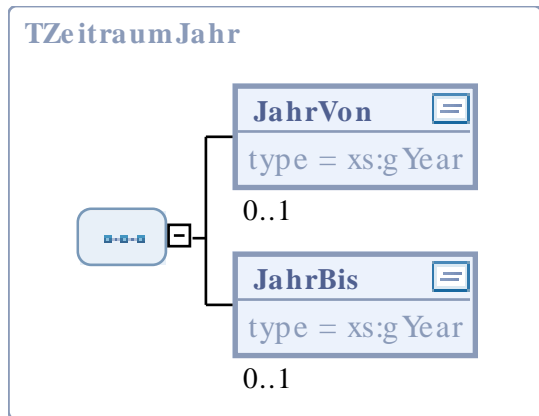 TZeitraumJahr
JahrVon
type = xs:gYear
0..1
JahrBis
type = xs:gYear
0..1